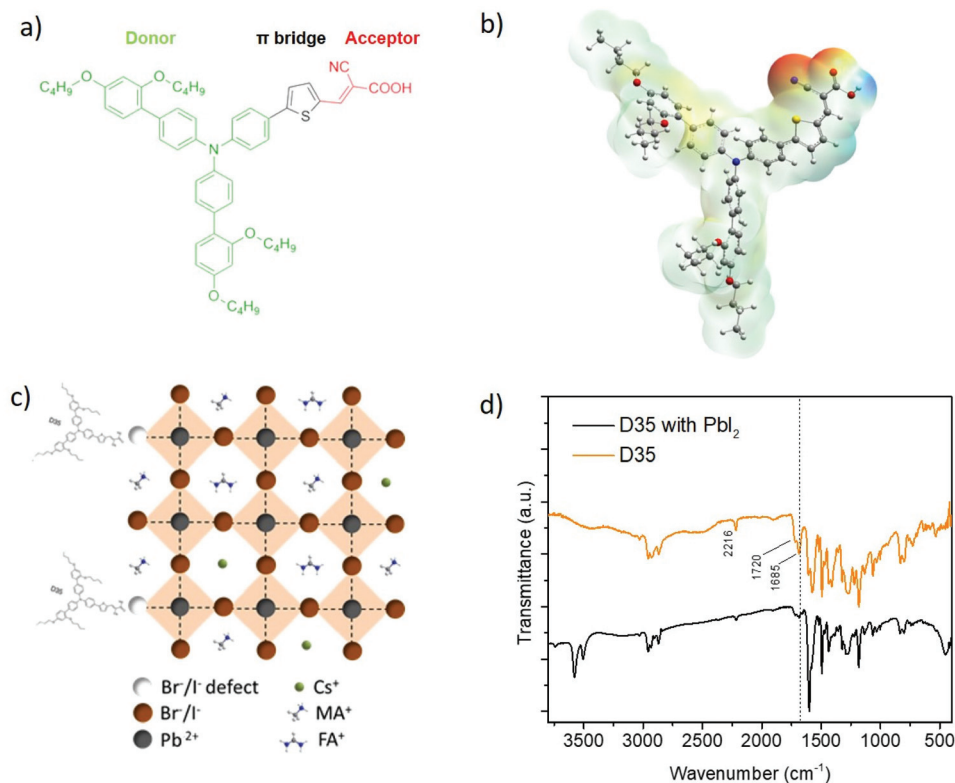 a)
Donor
π bridge
Acceptor
C₄H₉
O
O
C₄H₉
NC
COOH
S
N
O
C₄H₉
O
C₄H₉
b)
c)
D35
D35
Br⁻/I⁻ defect
Cs⁺
Br⁻/I⁻
MA⁺
Pb²⁺
FA⁺
d)
D35 with PbI₂
D35
2216
1720
1685
Transmittance (a.u.)
3500 3000 2500 2000 1500 1000 500
Wavenumber (cm⁻¹)